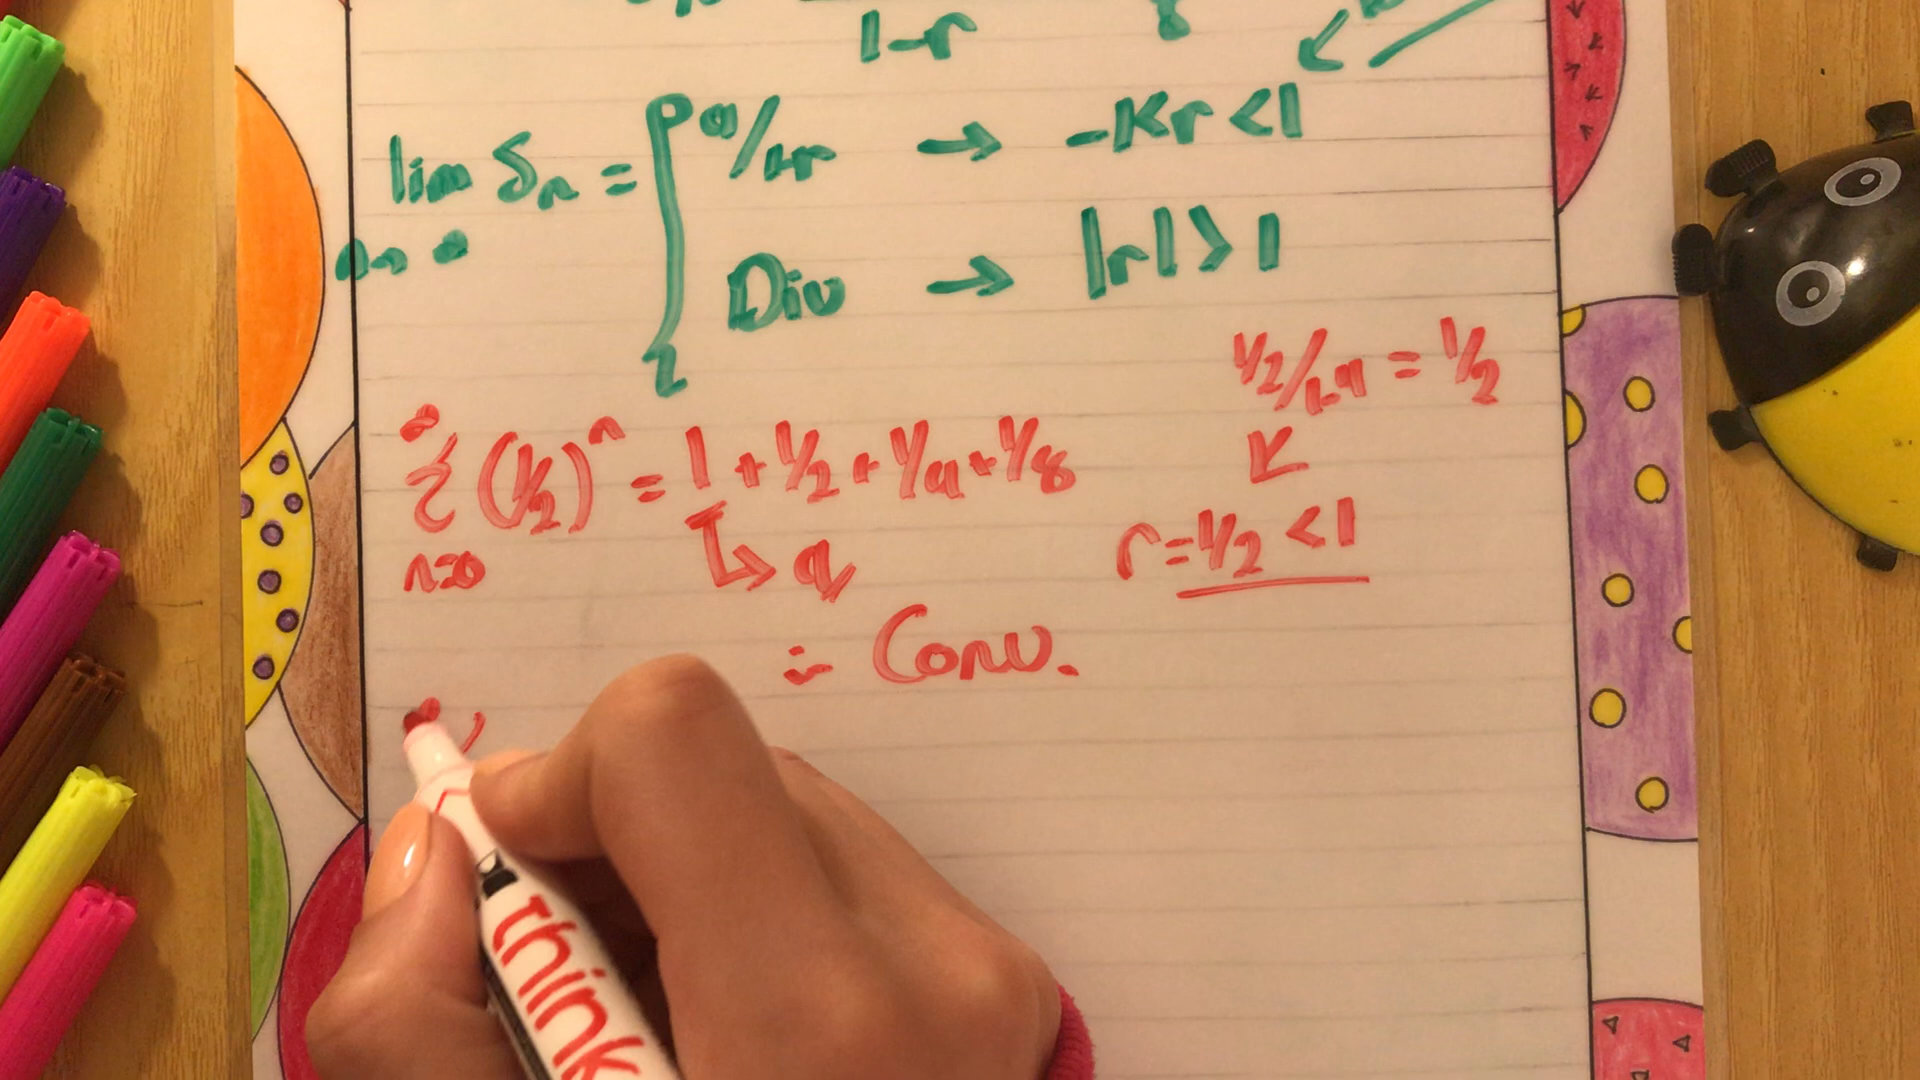 1-r
lim Sn = { a/1-r → -1<r<1
n→∞
Div → |r|>1
∞
Σ (1/2)ⁿ = 1 + 1/2 + 1/4 + 1/8
n=0
a
1/2/1 = 1/2
r=1/2 <1
∴ Conv.
think